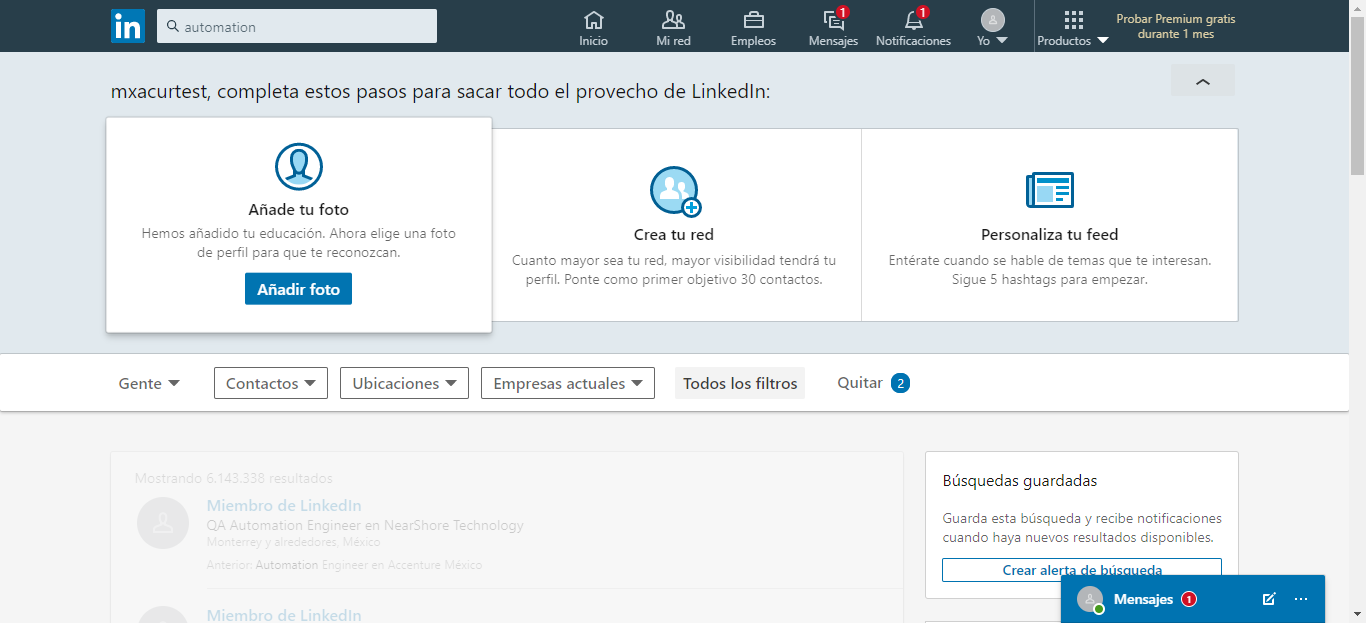 in
automation
1
1
Inicio
Mi red
Empleos
Mensajes
Notificaciones
Yo
Productos
Probar Premium gratis
durante 1 mes
mxacurtest, completa estos pasos para sacar todo el provecho de LinkedIn:
Añade tu foto
Hemos añadido tu educación. Ahora elige una foto
de perfil para que te reconozcan.
Añadir foto
Crea tu red
Cuanto mayor sea tu red, mayor visibilidad tendrá tu
perfil. Ponte como primer objetivo 30 contactos.
Personaliza tu feed
Entérate cuando se hable de temas que te interesan.
Sigue 5 hashtags para empezar.
Gente
Contactos
Ubicaciones
Empresas actuales
Todos los filtros
Quitar 2
Mostrando 6.143.338 resultados
Miembro de LinkedIn
QA Automation Engineer en NearShore Technology
Monterrey y alrededores, México
Anterior: Automation Engineer en Accenture México
Miembro de LinkedIn
Búsquedas guardadas
Guarda esta búsqueda y recibe notificaciones
cuando haya nuevos resultados disponibles.
Crear alerta de búsqueda
Mensajes 1